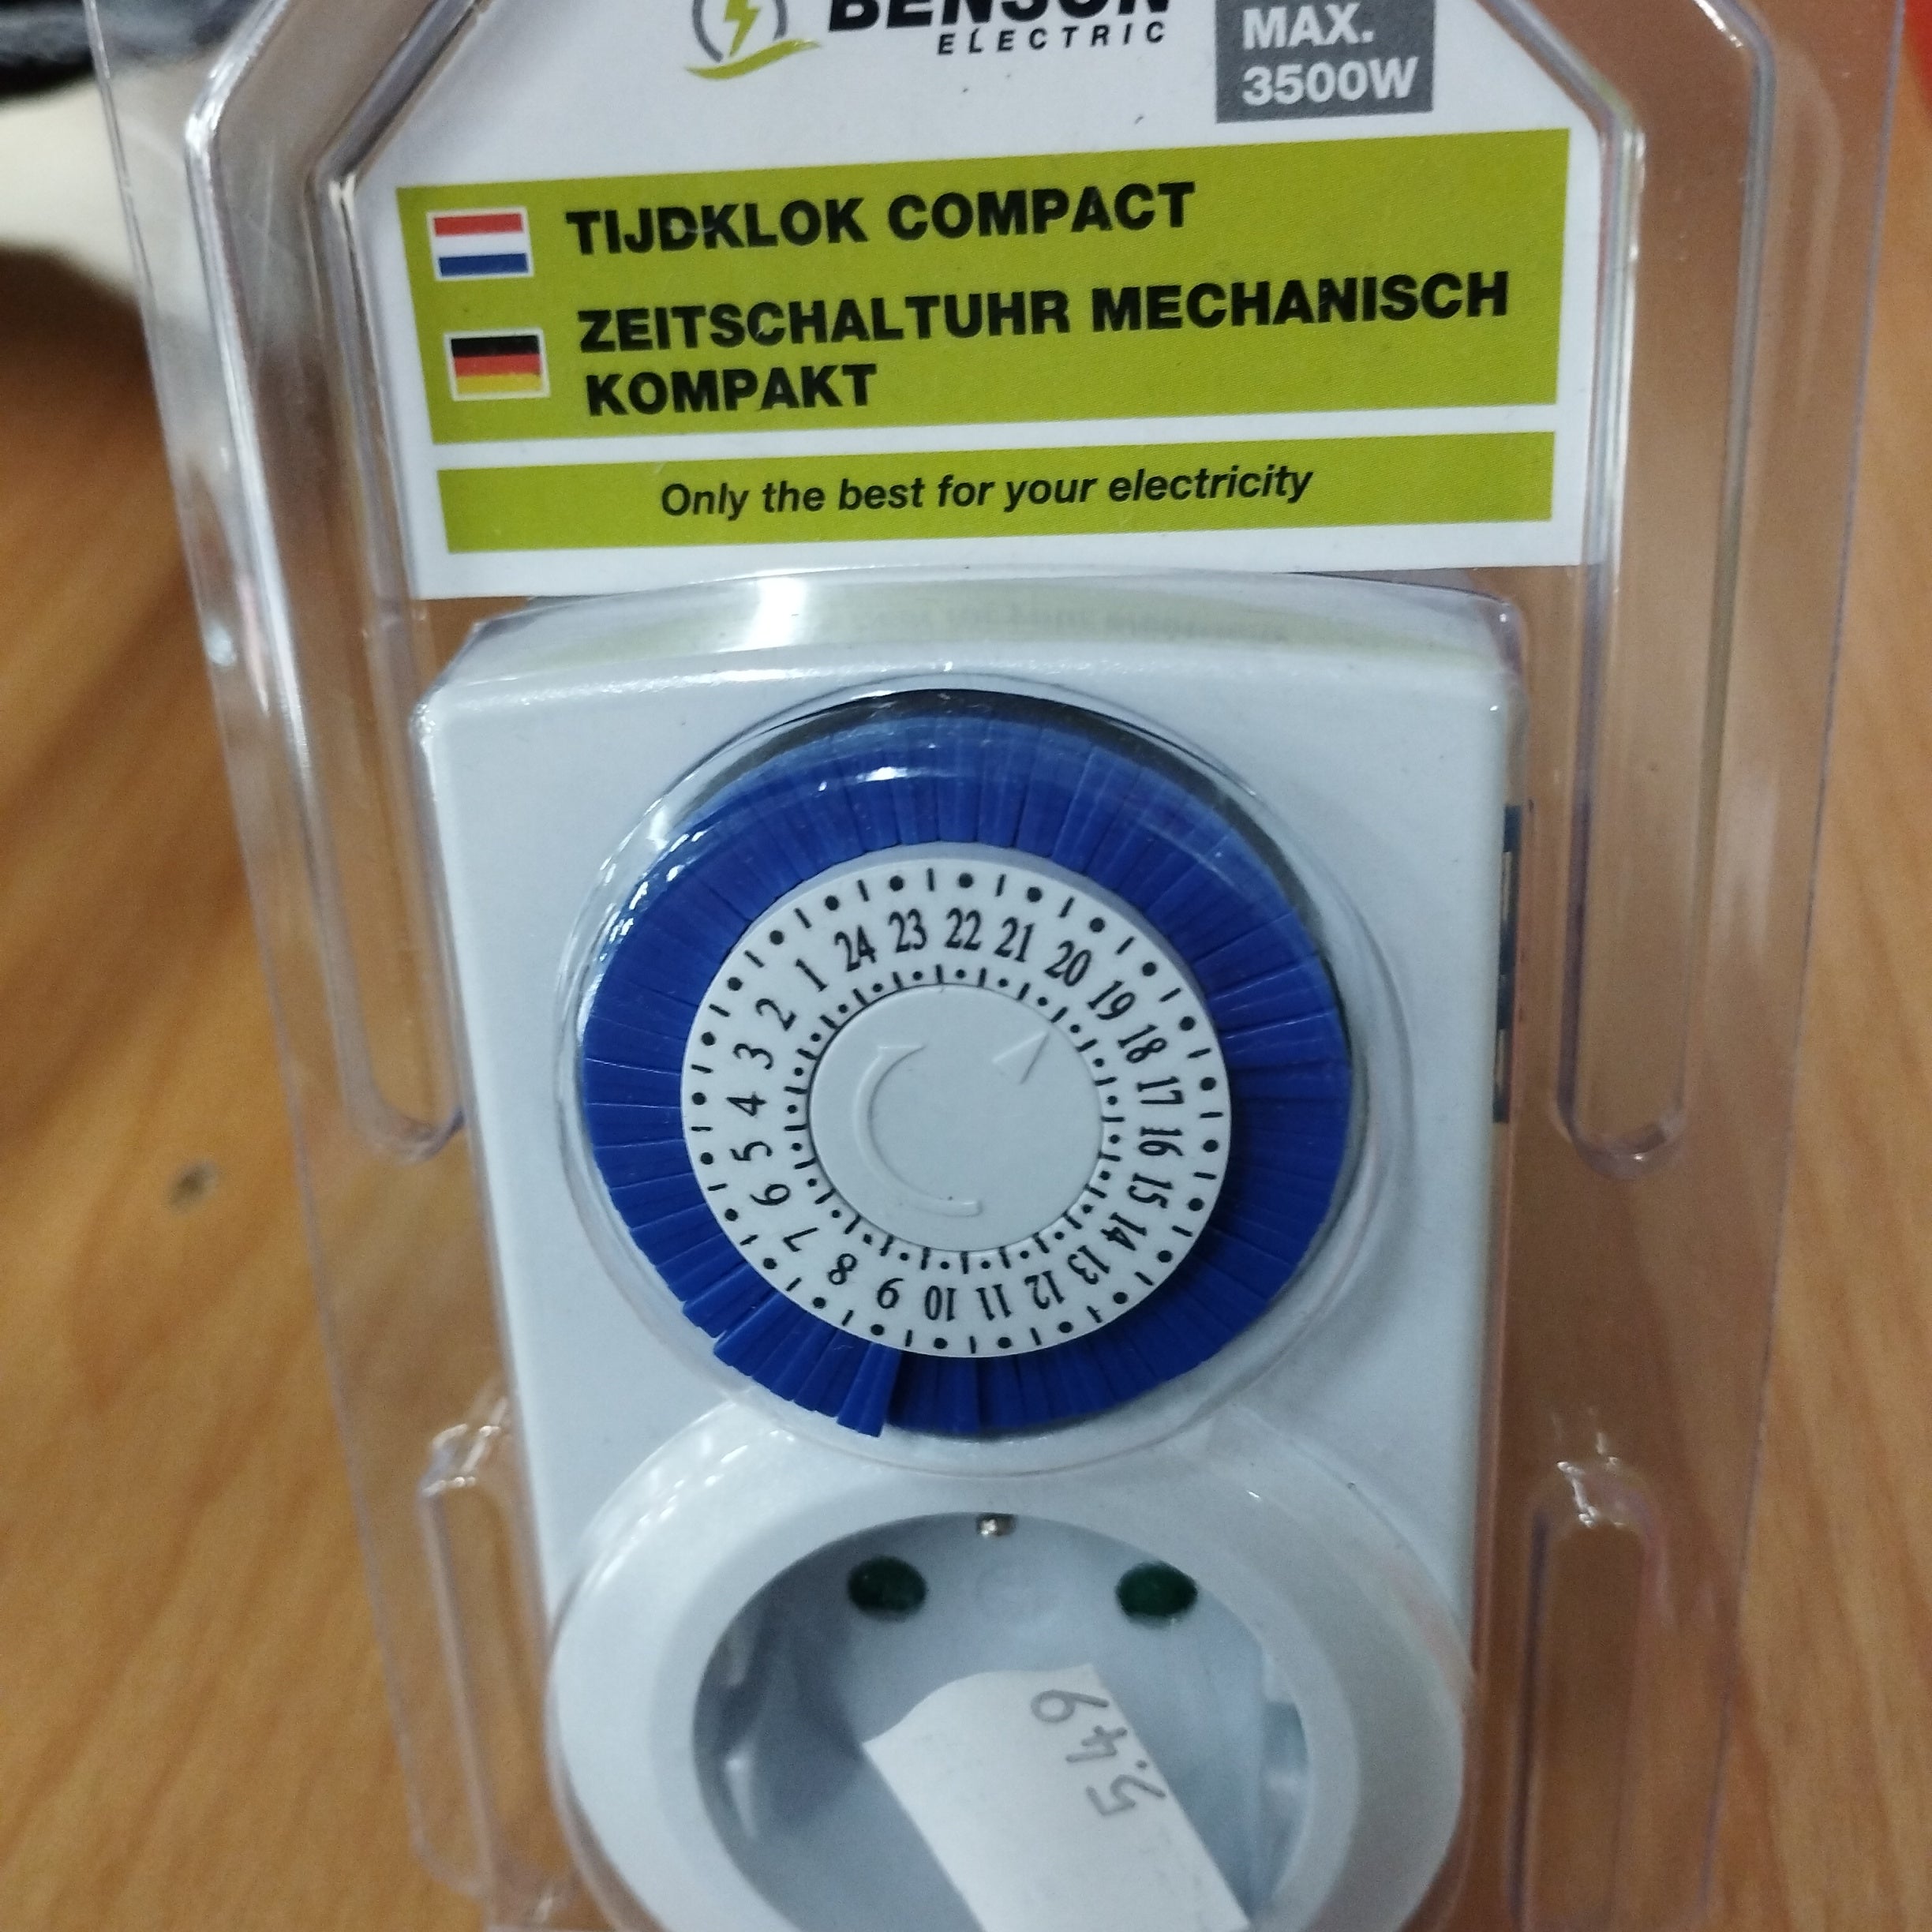 BENSON
ELECTRIC
MAX.
3500W
TIJDKLOK COMPACT
ZEITSCHALTUHR MECHANISCH
KOMPAKT
Only the best for your electricity
24 23 22 21 20 19 18 17 16 15 14 13 12 11 10 9 8 7 6 5 4 3 2 1
5.49